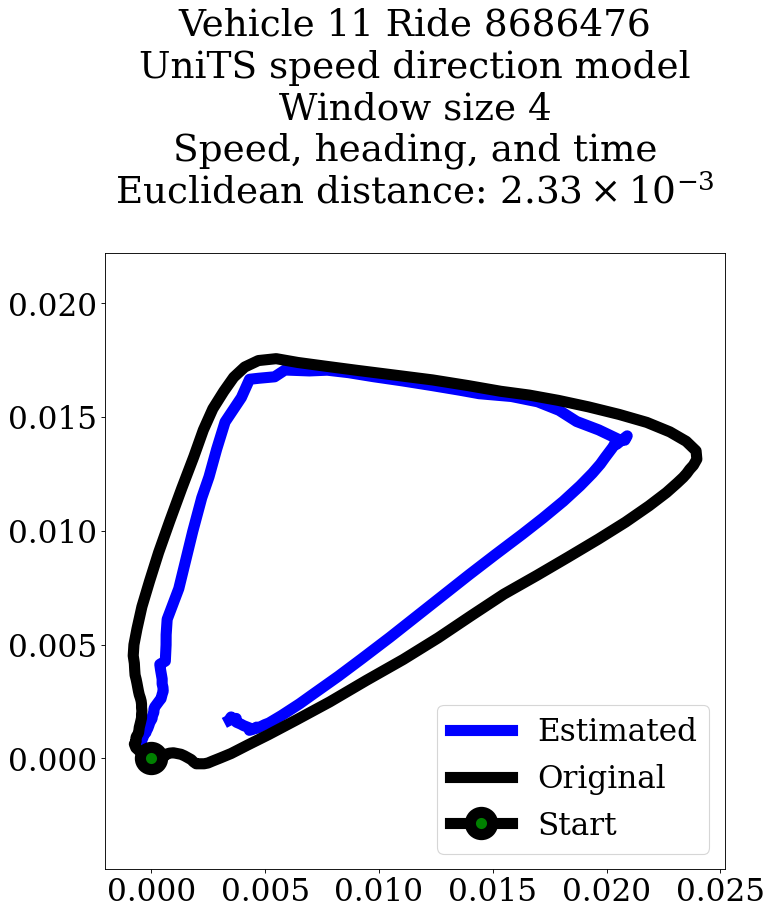 Vehicle 11 Ride 8686476
UniTS speed direction model
Window size 4
Speed, heading, and time
Euclidean distance: 2.33 × 10⁻³
0.020
0.015
0.010
0.005
0.000
Estimated
Original
Start
0.000 0.005 0.010 0.015 0.020 0.025